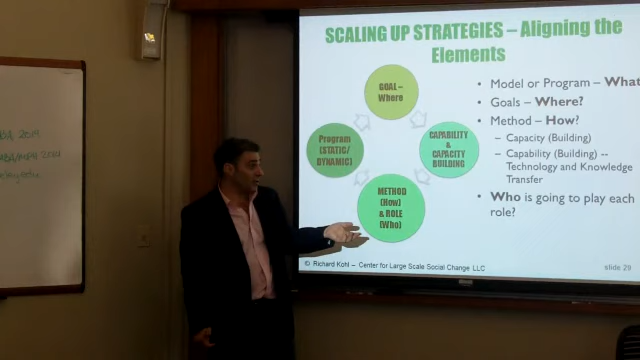 SCALING UP STRATEGIES – Aligning the
Elements
GOAL –
Where
Program
(STATIC/
DYNAMIC)
CAPABILITY
&
CAPACITY
BUILDING
METHOD
(How)
& ROLE
(Who)
• Model or Program – What
• Goals – Where?
• Method – How?
– Capacity (Building)
– Capability (Building) --
Technology and Knowledge
Transfer
• Who is going to play each
role?
© Richard Kohl – Center for Large Scale Social Change LLC
slide 29